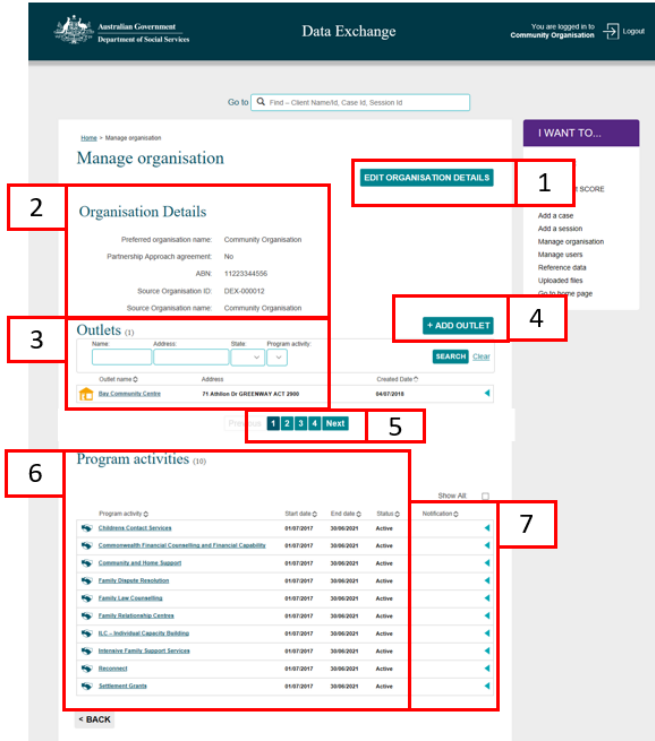 Australian Government
Department of Social Services
Data Exchange
You are logged in to
Community Organisation
Logout
Go to
Find – Client Name/Id, Case Id, Session Id
I WANT TO...
Home > Manage organisation
Manage organisation
EDIT ORGANISATION DETAILS
1
SCORE
Add a case
Add a session
Manage organisation
Manage users
Reference data
Uploaded files
Go to home page
2
Organisation Details
Preferred organisation name: Community Organisation
Partnership Approach agreement: No
ABN: 11223344556
Source Organisation ID: DEX-000012
Source Organisation name: Community Organisation
3
Outlets (1)
+ ADD OUTLET
4
Name: Address: State: Program activity:
SEARCH Clear
Outlet name Address Created Date
Bay Community Centre 71 Athllon Dr GREENWAY ACT 2900 04/07/2018
Previous 1 2 3 4 Next
5
6
Program activities (10)
Show All:
7
Program activity Start date End date Status Notification
Childrens Contact Services 01/07/2017 30/06/2021 Active
Commonwealth Financial Counselling and Financial Capability 01/07/2017 30/06/2021 Active
Community and Home Support 01/07/2017 30/06/2021 Active
Family Dispute Resolution 01/07/2017 30/06/2021 Active
Family Law Counselling 01/07/2017 30/06/2021 Active
Family Relationship Centres 01/07/2017 30/06/2021 Active
ILC – Individual Capacity Building 01/07/2017 30/06/2021 Active
Intensive Family Support Services 01/07/2017 30/06/2021 Active
Reconnect 01/07/2017 30/06/2021 Active
Settlement Grants 01/07/2017 30/06/2021 Active
< BACK